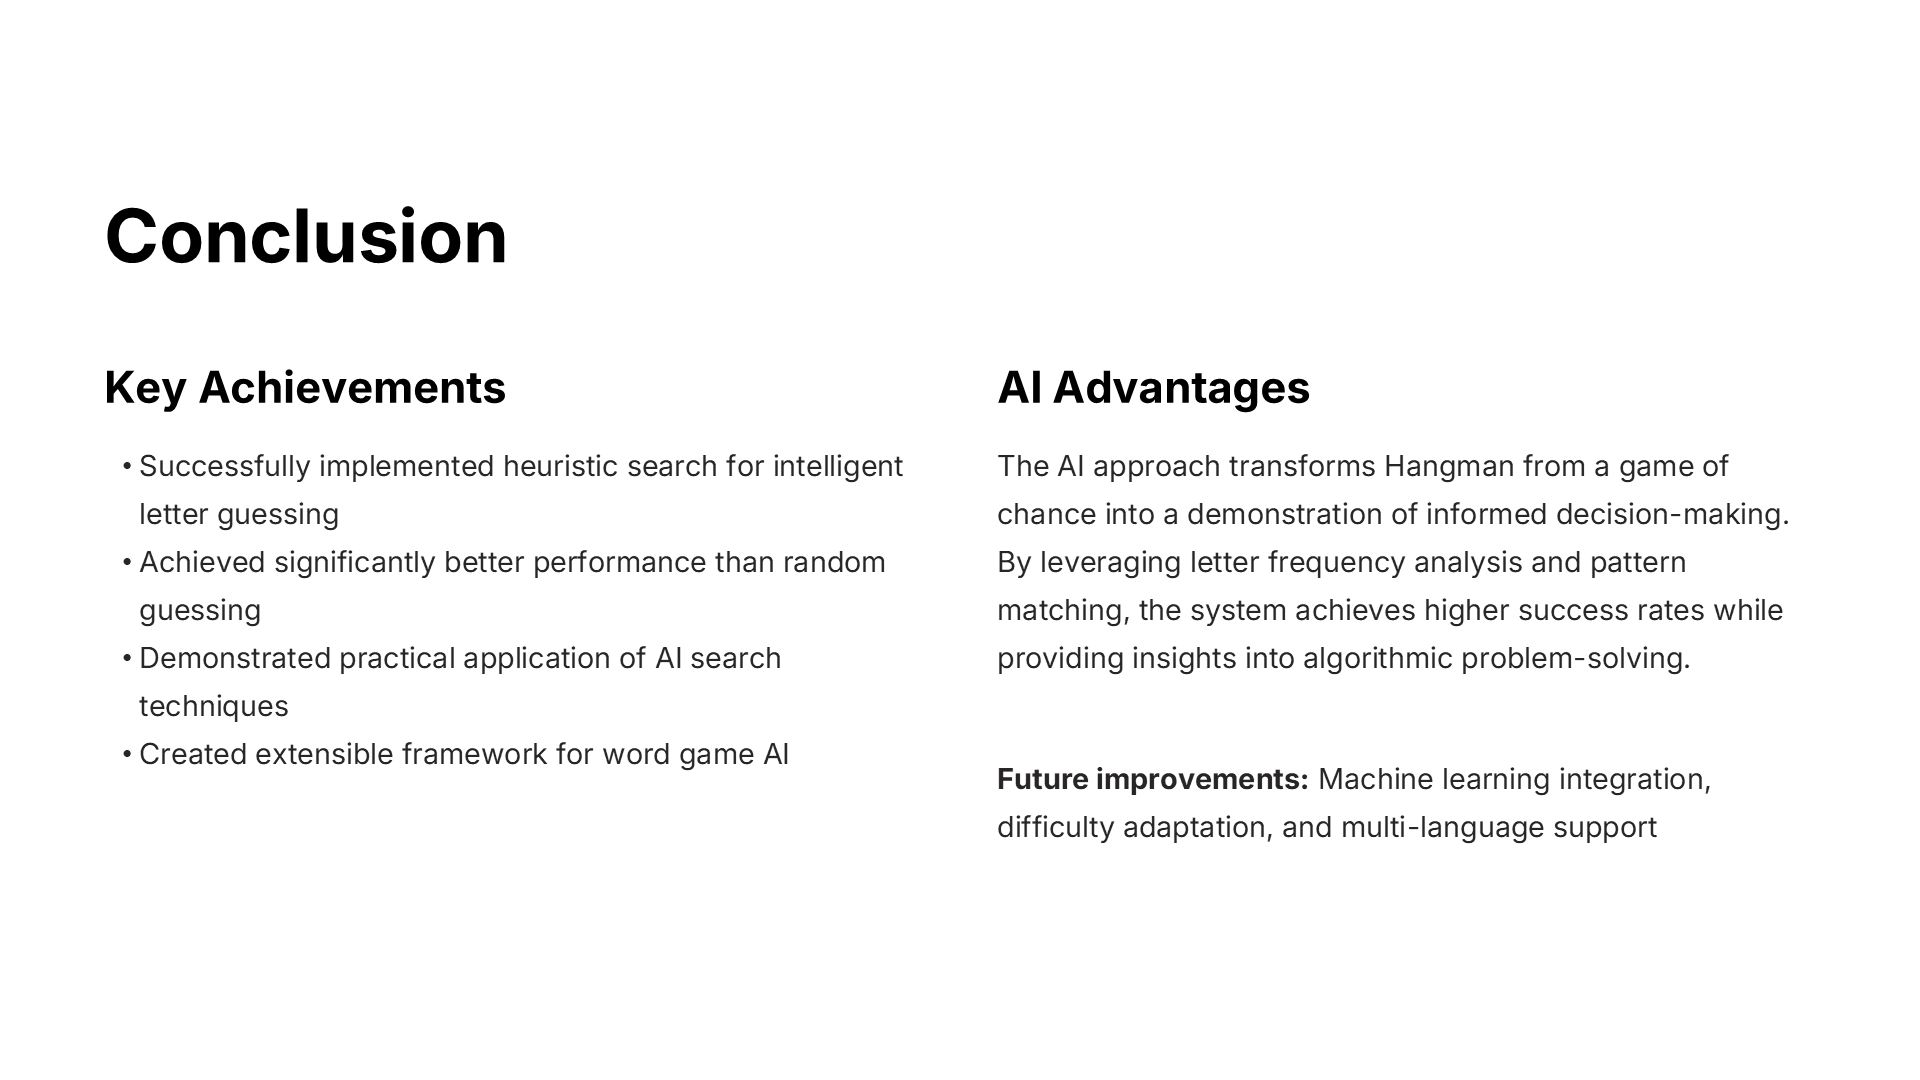 Conclusion
Key Achievements
• Successfully implemented heuristic search for intelligent
letter guessing
• Achieved significantly better performance than random
guessing
• Demonstrated practical application of AI search
techniques
• Created extensible framework for word game AI
AI Advantages
The AI approach transforms Hangman from a game of
chance into a demonstration of informed decision-making.
By leveraging letter frequency analysis and pattern
matching, the system achieves higher success rates while
providing insights into algorithmic problem-solving.
Future improvements: Machine learning integration,
difficulty adaptation, and multi-language support